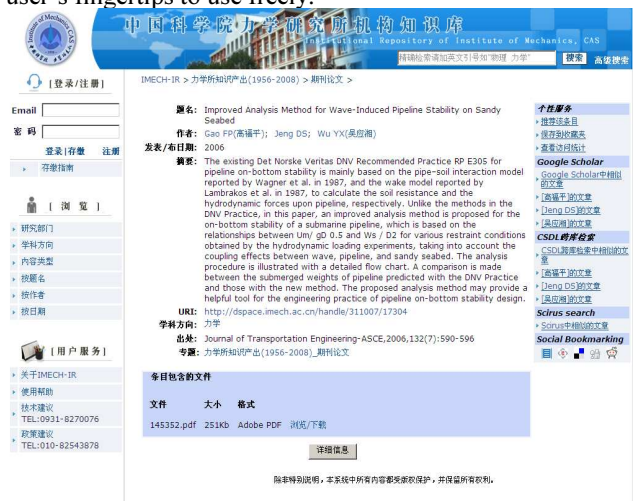 user's fingertips to use freely.
中国科学院力学研究所机构知识库
Institutional Repository of Institute of Mechanics, CAS
精确检索请加英文引号如"物理 力学"
搜索 高级搜索
[登录/注册]
Email
密 码
登录|存缴 注册
存缴指南
[ 浏 览 ]
研究部门
学科方向
内容类型
按题名
按作者
按日期
[用户服务]
关于IMECH-IR
使用帮助
技术建议
TEL:0931-8270076
政策建议
TEL:010-82543878
IMECH-IR > 力学所知识产出(1956-2008) > 期刊论文 >
题名: Improved Analysis Method for Wave-Induced Pipeline Stability on Sandy
Seabed
作者: Gao FP(高福平); Jeng DS; Wu YX(吴应湘)
发表/布日期: 2006
摘要: The existing Det Norske Veritas DNV Recommended Practice RP E305 for
pipeline on-bottom stability is mainly based on the pipe-soil interaction model
reported by Wagner et al. in 1987, and the wake model reported by
Lambrakos et al. in 1987, to calculate the soil resistance and the
hydrodynamic forces upon pipeline, respectively. Unlike the methods in the
DNV Practice, in this paper, an improved analysis method is proposed for the
on-bottom stability of a submarine pipeline, which is based on the
relationships between Um/ gD 0.5 and Ws / D2 for various restraint conditions
obtained by the hydrodynamic loading experiments, taking into account the
coupling effects between wave, pipeline, and sandy seabed. The analysis
procedure is illustrated with a detailed flow chart. A comparison is made
between the submerged weights of pipeline predicted with the DNV Practice
and those with the new method. The proposed analysis method may provide a
helpful tool for the engineering practice of pipeline on-bottom stability design.
URI: http://dspace.imech.ac.cn/handle/311007/17304
学科方向: 力学
出处: Journal of Transportation Engineering-ASCE,2006,132(7):590-596
专题: 力学所知识产出(1956-2008)_期刊论文
条目包含的文件
文件 大小 格式
145352.pdf 251Kb Adobe PDF 浏览/下载
详细信息
除非特别说明，本系统中所有内容都受版权保护，并保留所有权利。
个性服务
推荐该条目
保存到收藏夹
查看访问统计
Google Scholar
Google Scholar中相似
的文章
[高福平]的文章
[Jeng DS]的文章
[吴应湘]的文章
CSDL跨库检索
CSDL跨库检索中相似的文
章
[高福平]的文章
[Jeng DS]的文章
[吴应湘]的文章
Scirus search
Scirus中相似的文章
Social Bookmarking